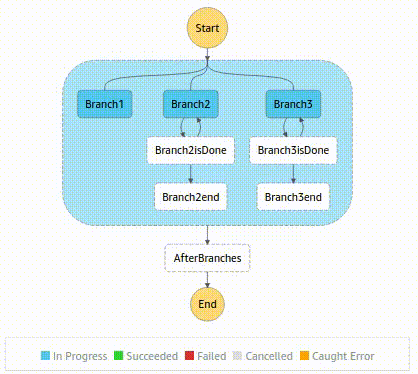 Start
Branch1 Branch2 Branch3
Branch2isDone Branch3isDone
Branch2end Branch3end
AfterBranches
End
In Progress Succeeded Failed Cancelled Caught Error